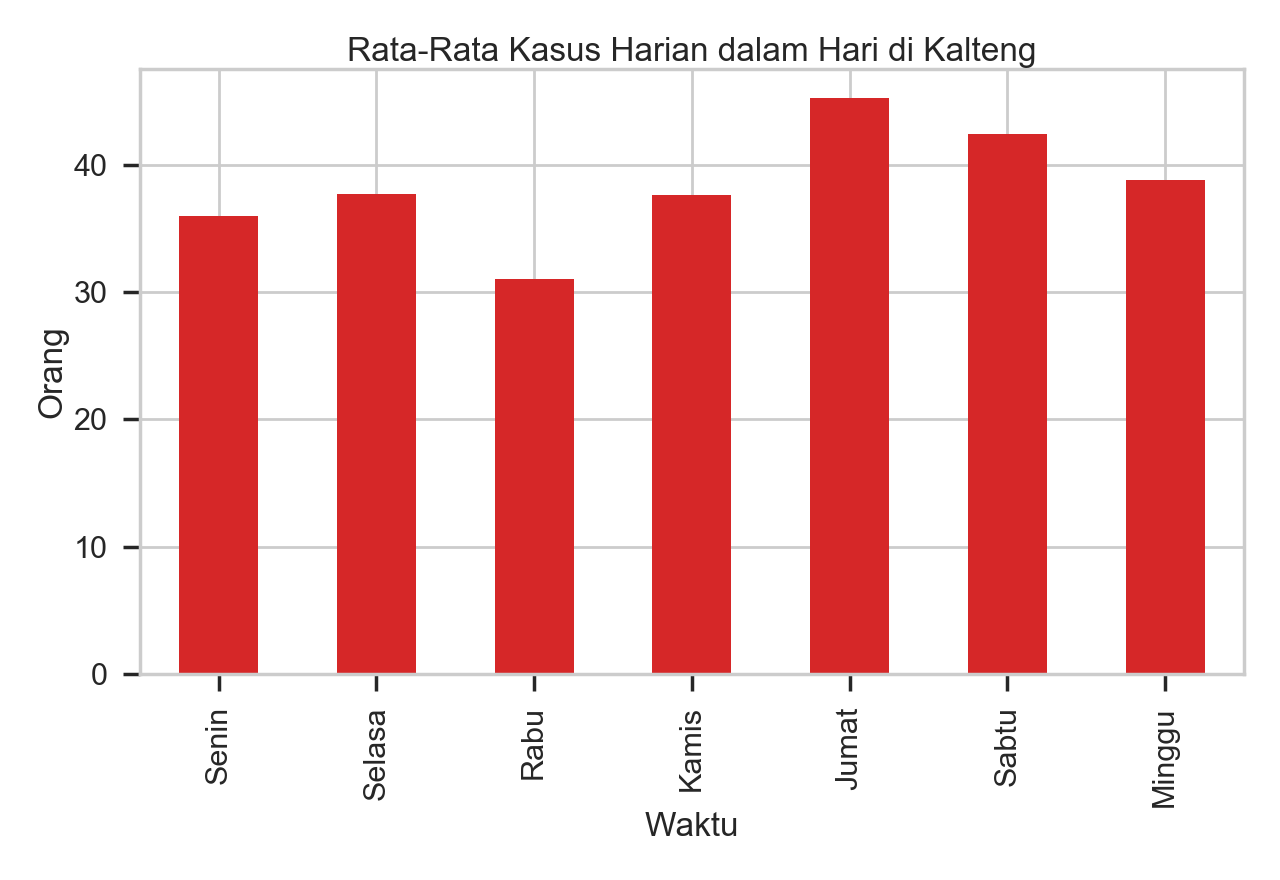 Rata-Rata Kasus Harian dalam Hari di Kalteng
Orang
40
30
20
10
0
Senin
Selasa
Rabu
Kamis
Jumat
Sabtu
Minggu
Waktu